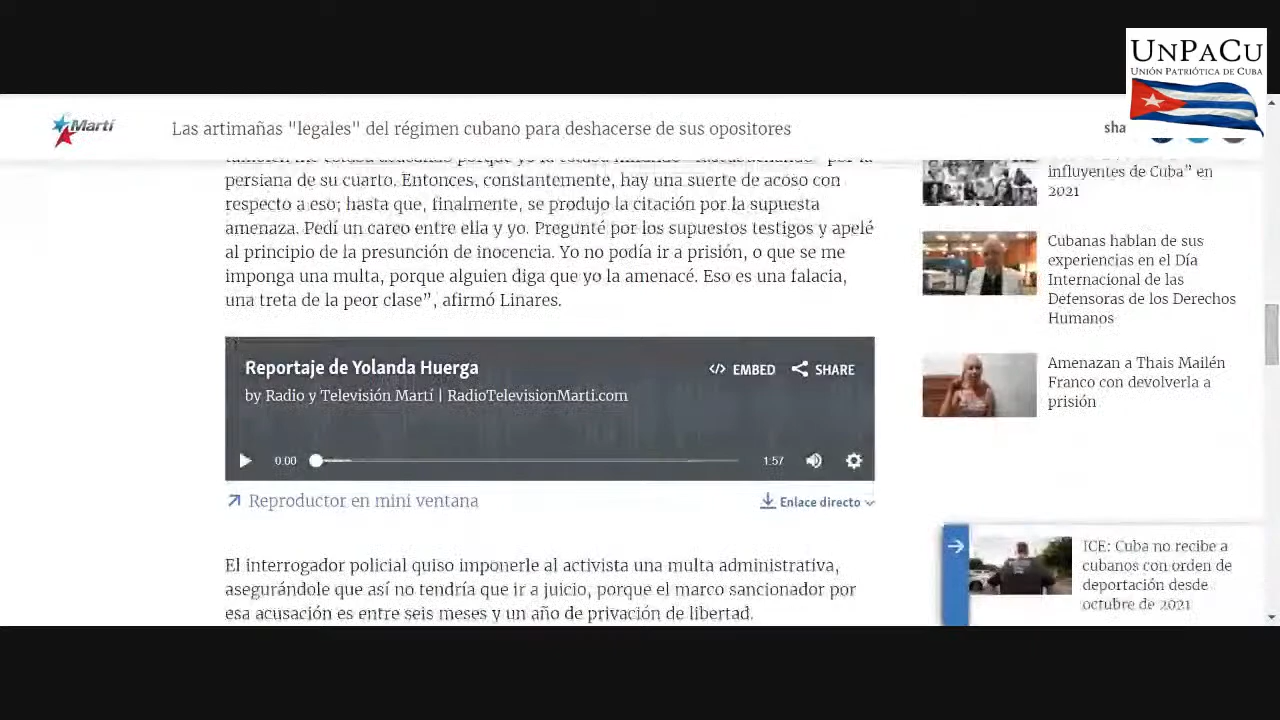 UNPACU
UNIÓN PATRIÓTICA DE CUBA
Martí
Las artimañas "legales" del régimen cubano para deshacerse de sus opositores
sha
persiana de su cuarto. Entonces, constantemente, hay una suerte de acoso con
respecto a eso; hasta que, finalmente, se produjo la citación por la supuesta
amenaza. Pedí un careo entre ella y yo. Pregunté por los supuestos testigos y apelé
al principio de la presunción de inocencia. Yo no podía ir a prisión, o que se me
imponga una multa, porque alguien diga que yo la amenacé. Eso es una falacia,
una treta de la peor clase”, afirmó Linares.
Reportaje de Yolanda Huerga
EMBED
SHARE
by Radio y Televisión Martí | RadioTelevisionMarti.com
0:00
1:57
Reproductor en mini ventana
Enlace directo
El interrogador policial quiso imponerle al activista una multa administrativa,
asegurándole que así no tendría que ir a juicio, porque el marco sancionador por
esa acusación es entre seis meses y un año de privación de libertad.
influyentes de Cuba” en
2021
Cubanas hablan de sus
experiencias en el Día
Internacional de las
Defensoras de los Derechos
Humanos
Amenazan a Thais Mailén
Franco con devolverla a
prisión
ICE: Cuba no recibe a
cubanos con orden de
deportación desde
octubre de 2021